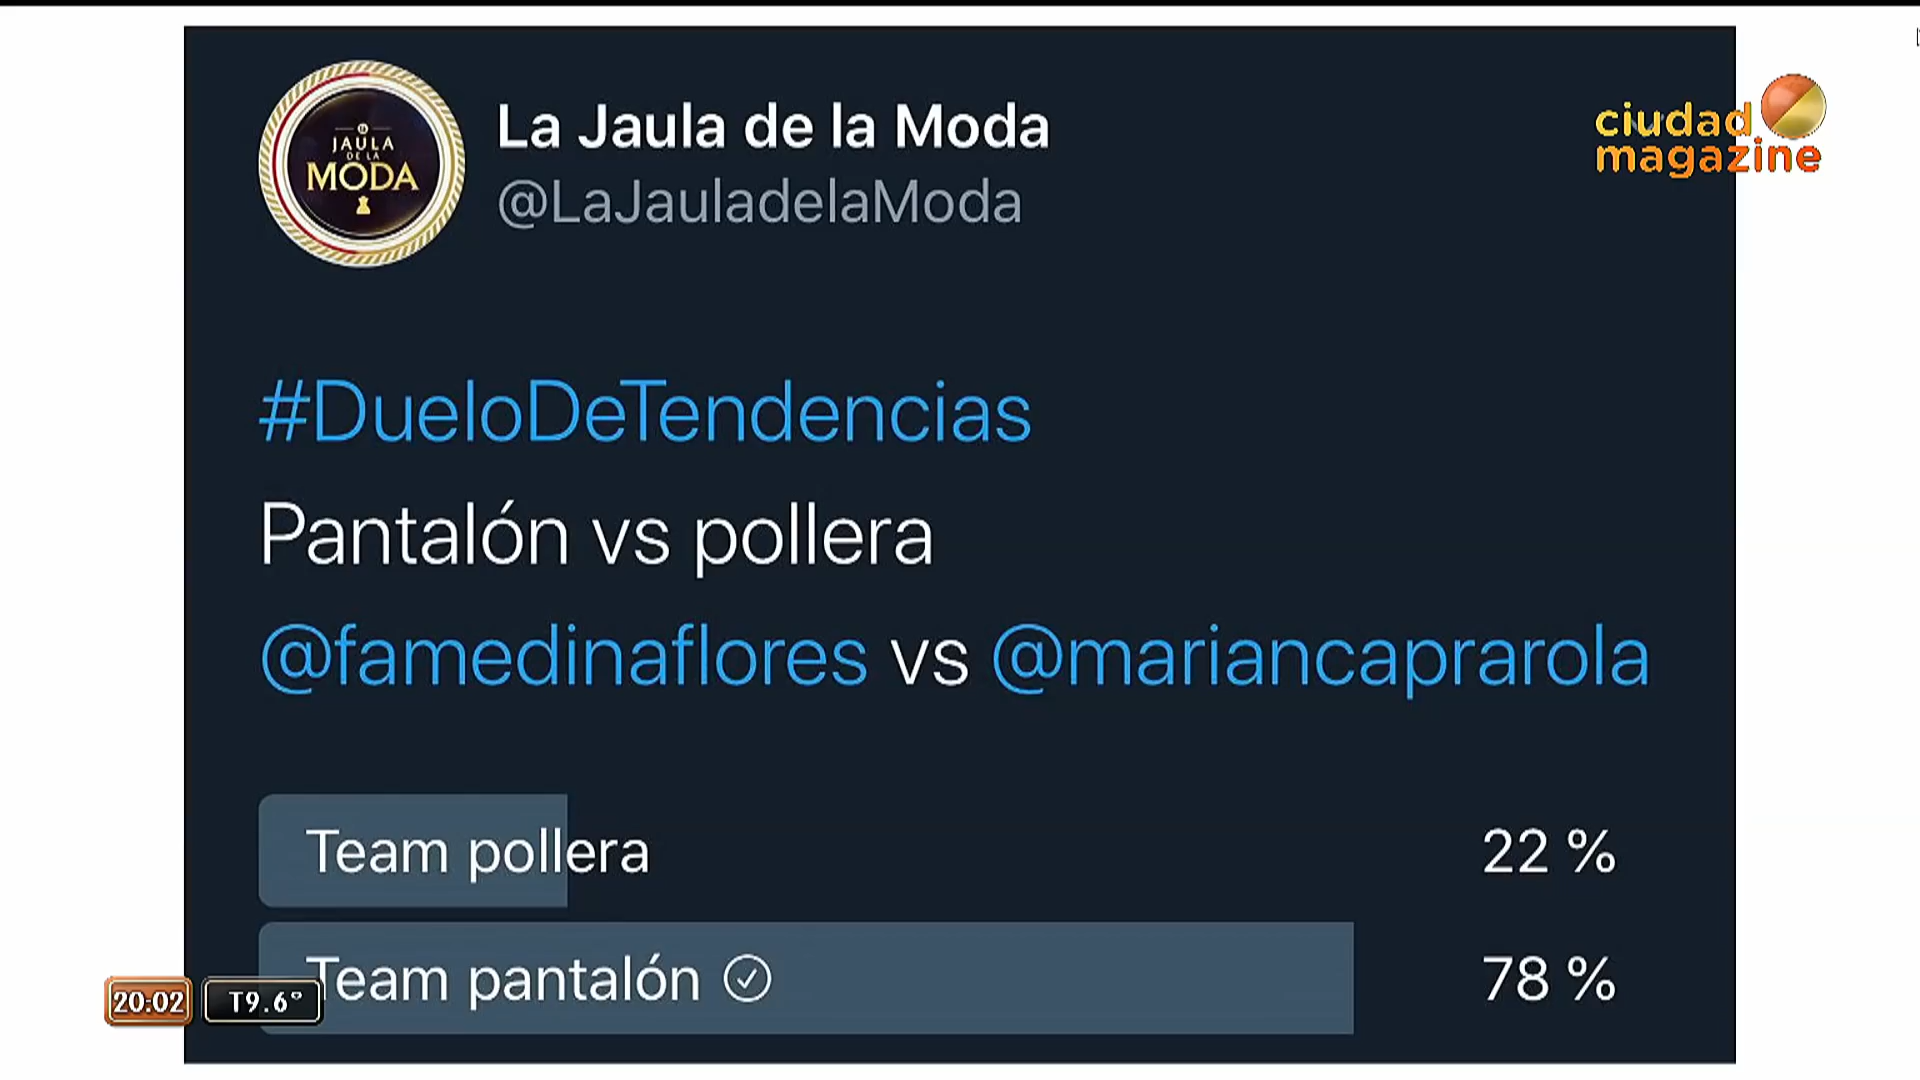 LA
JAULA
DE LA
MODA
La Jaula de la Moda
@LaJauladelaModa
ciudad
magazine
#DueloDeTendencias
Pantalón vs pollera
@famedinaflores vs @mariancaprarola
Team pollera 22 %
Team pantalón 78 %
20:02 T9.6°